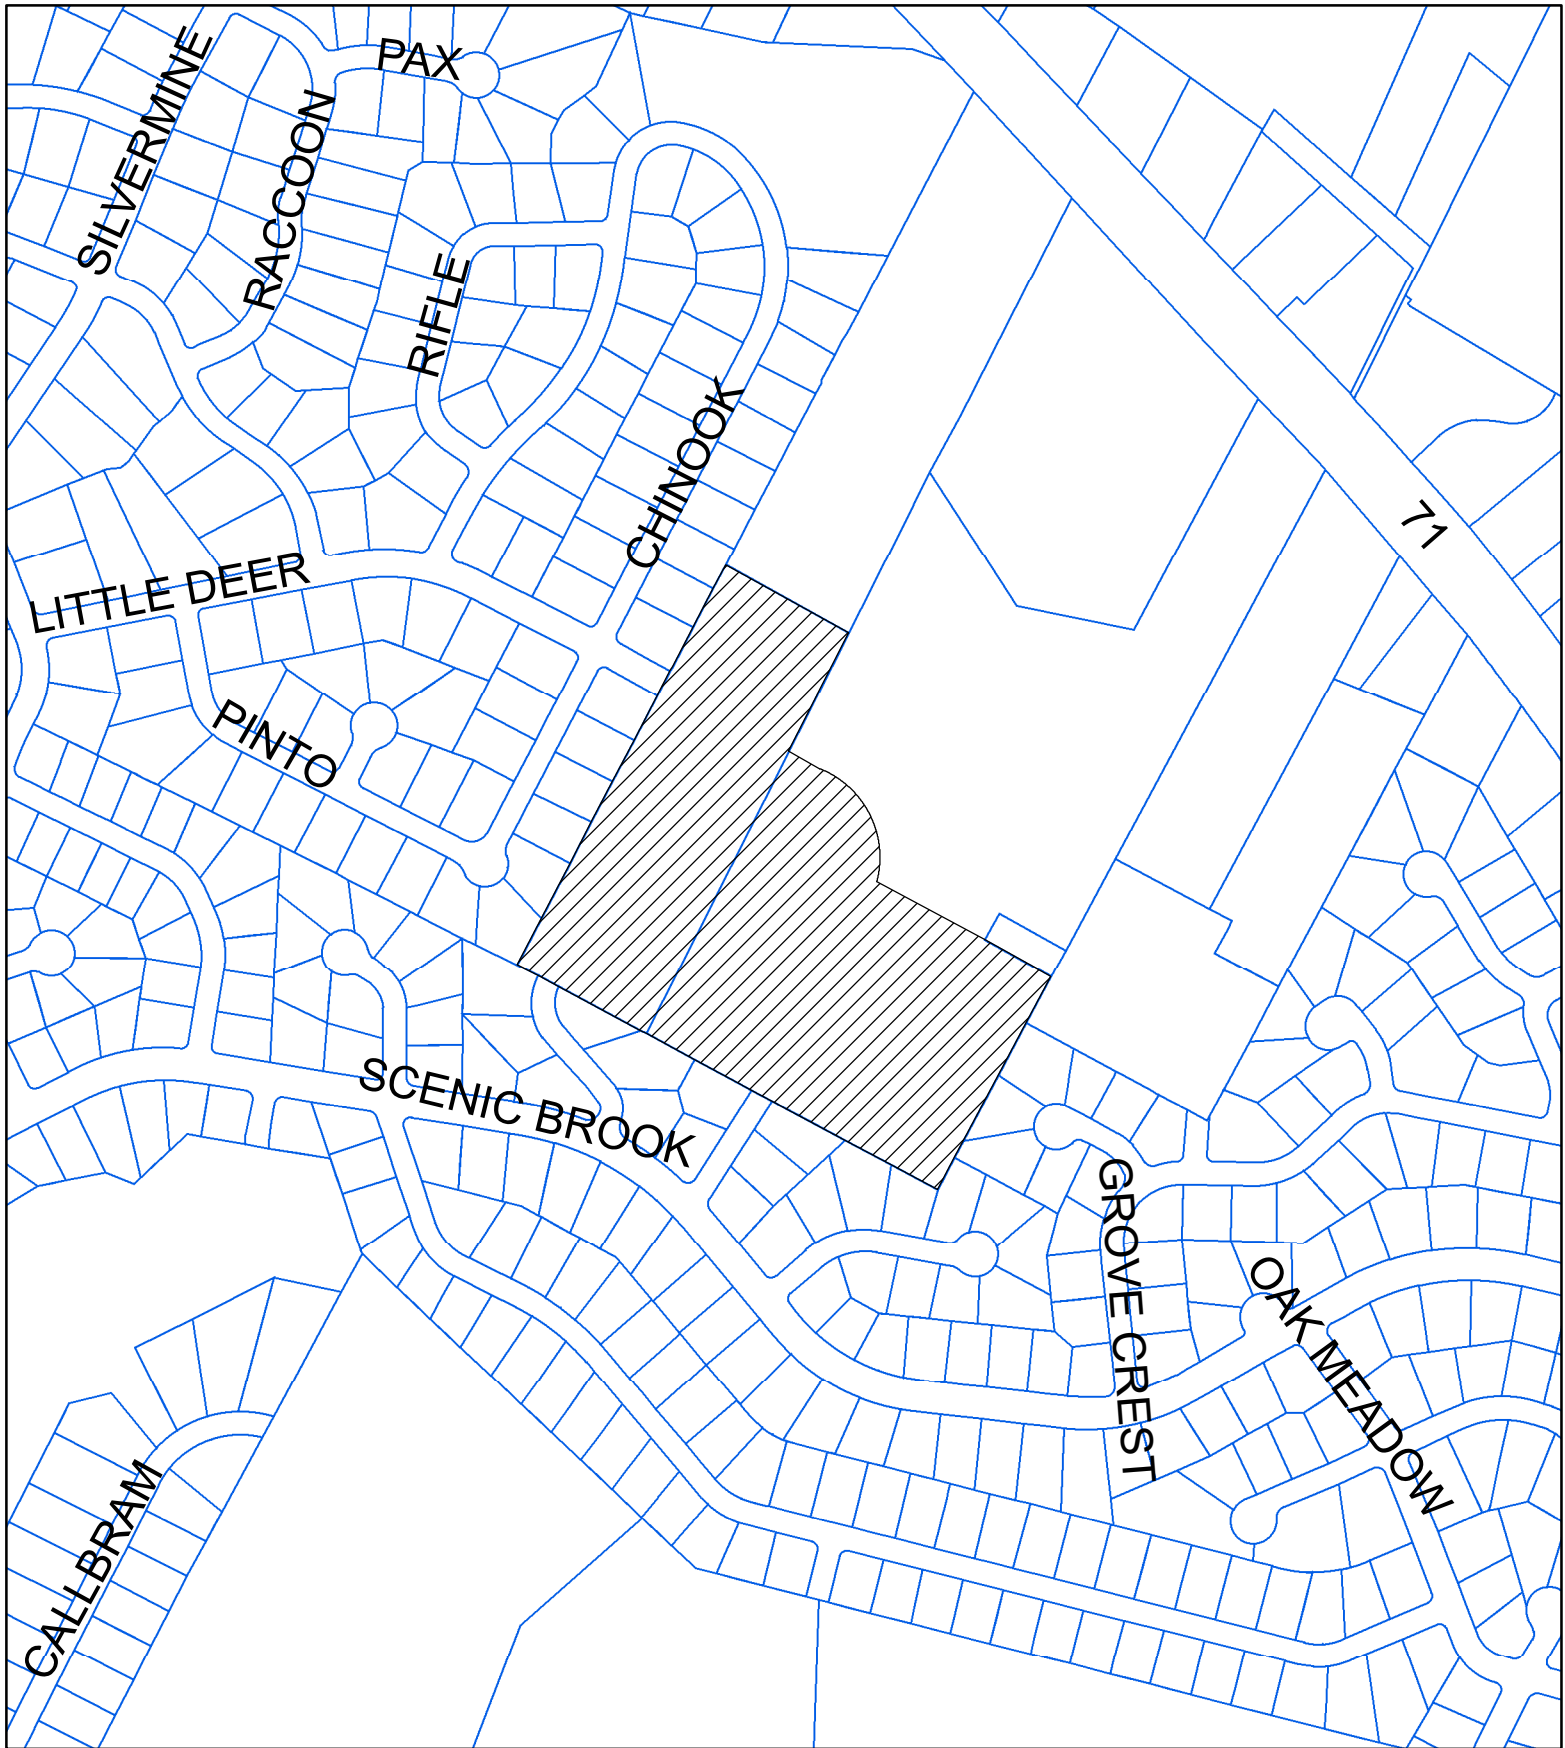 PAX
SILVERMINE
RACCOON
RIFLE
CHINOOK
71
LITTLE DEER
PINTO
SCENIC BROOK
GROVE CREST
OAK MEADOW
CALLBRAM